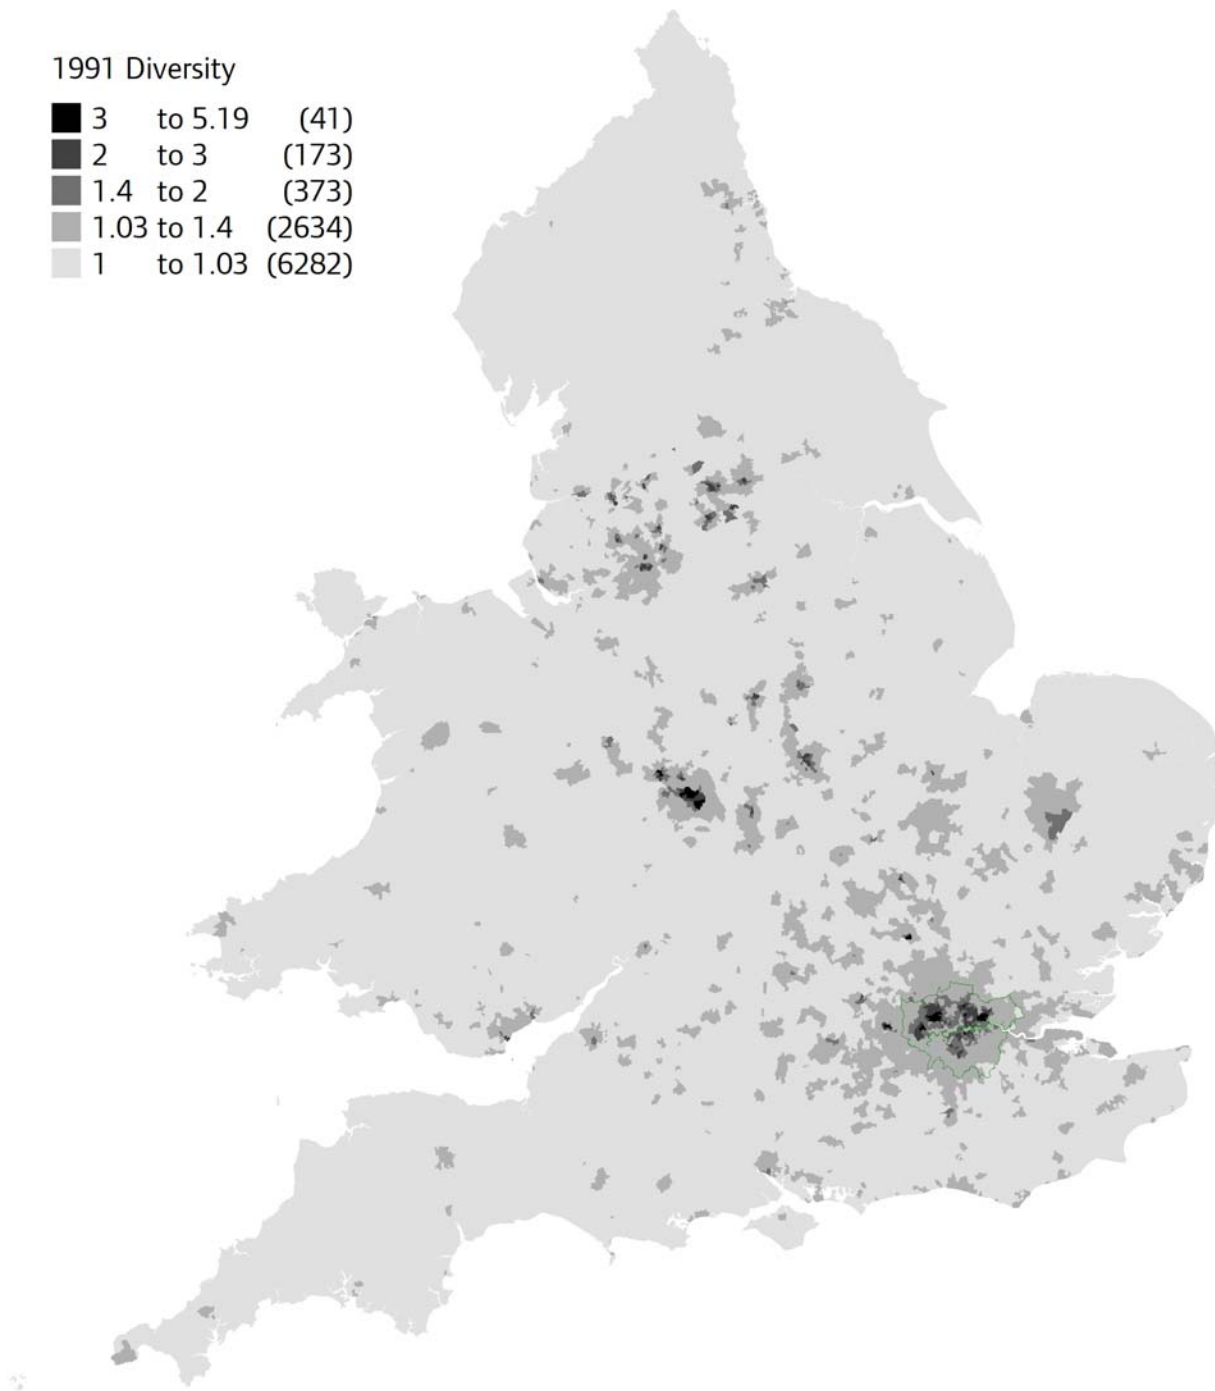 1991 Diversity
3 to 5.19 (41)
2 to 3 (173)
1.4 to 2 (373)
1.03 to 1.4 (2634)
1 to 1.03 (6282)